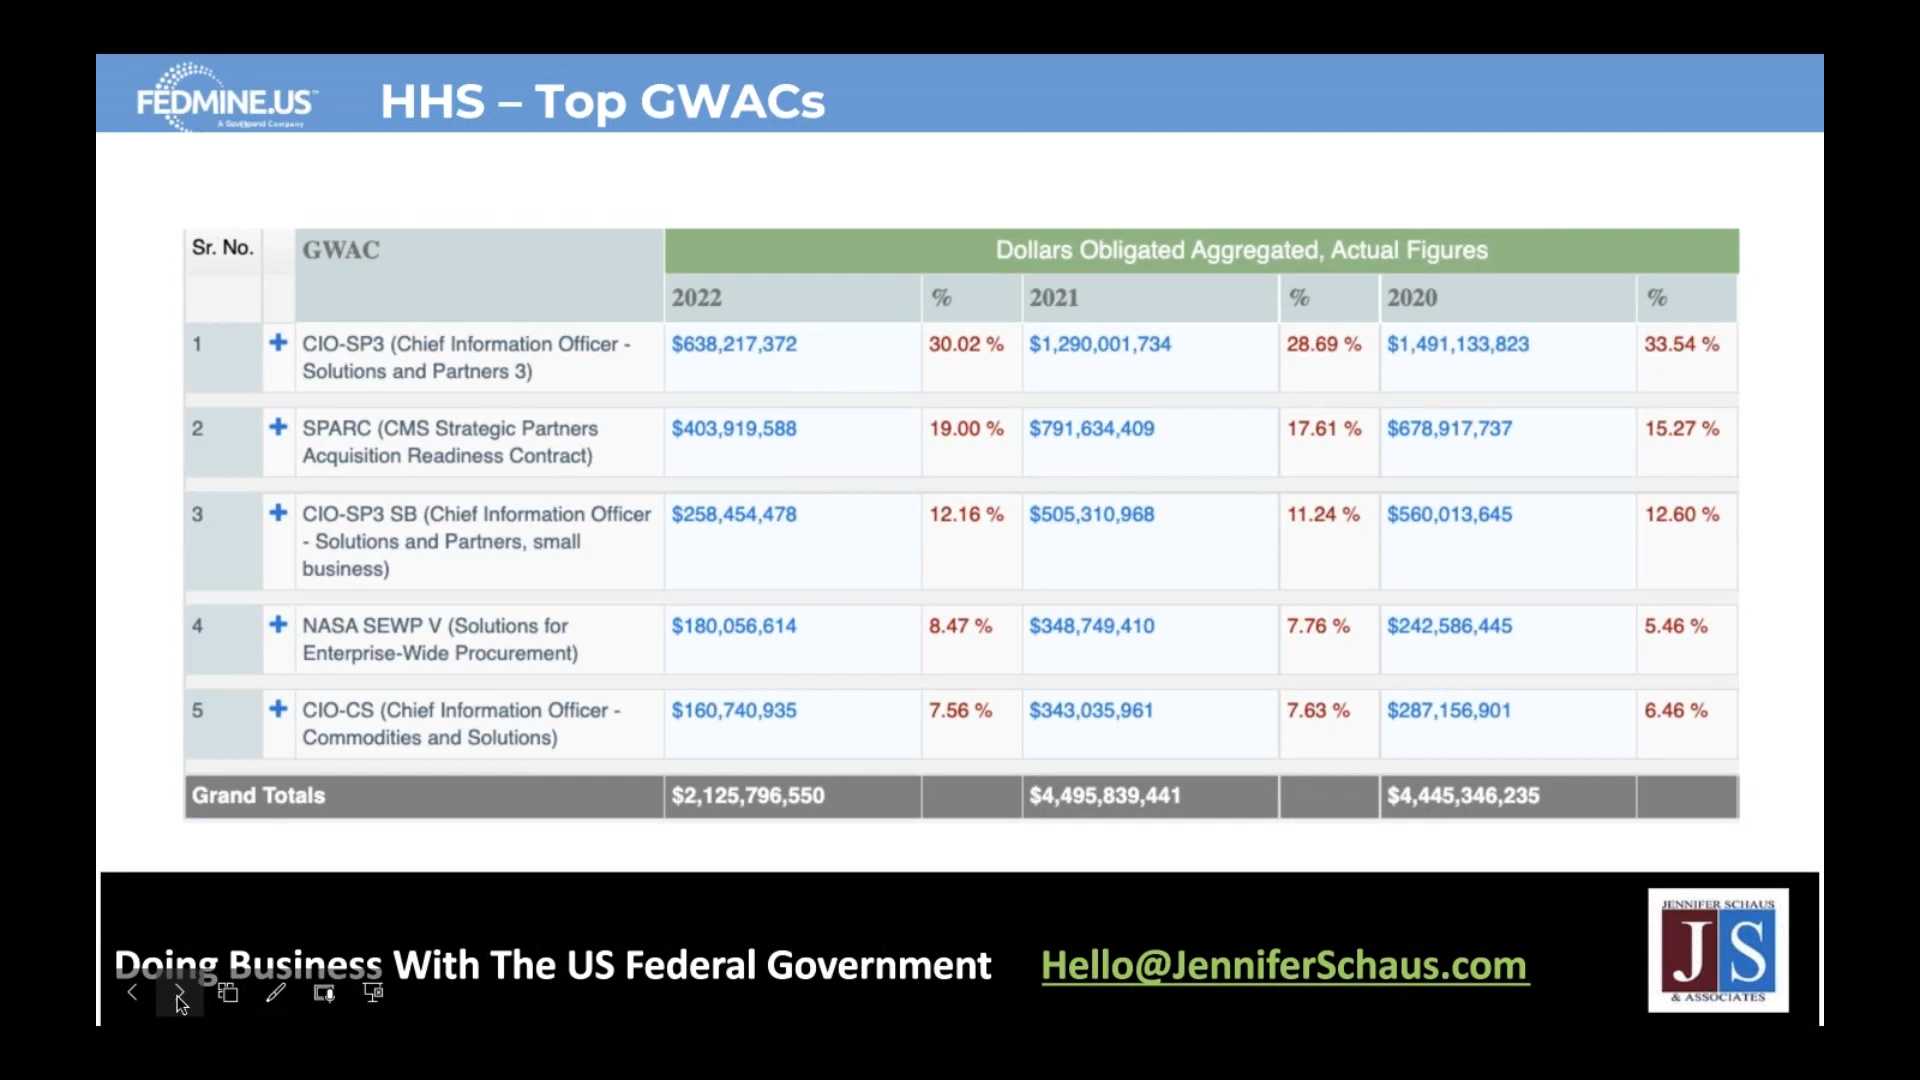 FEDMINE.US™
A GovSpend Company
HHS – Top GWACs
Sr. No. GWAC Dollars Obligated Aggregated, Actual Figures
2022 % 2021 % 2020 %
1 + CIO-SP3 (Chief Information Officer - $638,217,372 30.02 % $1,290,001,734 28.69 % $1,491,133,823 33.54 %
Solutions and Partners 3)
2 + SPARC (CMS Strategic Partners $403,919,588 19.00 % $791,634,409 17.61 % $678,917,737 15.27 %
Acquisition Readiness Contract)
3 + CIO-SP3 SB (Chief Information Officer $258,454,478 12.16 % $505,310,968 11.24 % $560,013,645 12.60 %
- Solutions and Partners, small
business)
4 + NASA SEWP V (Solutions for $180,056,614 8.47 % $348,749,410 7.76 % $242,586,445 5.46 %
Enterprise-Wide Procurement)
5 + CIO-CS (Chief Information Officer - $160,740,935 7.56 % $343,035,961 7.63 % $287,156,901 6.46 %
Commodities and Solutions)
Grand Totals $2,125,796,550 $4,495,839,441 $4,445,346,235
Doing Business With The US Federal Government Hello@JenniferSchaus.com
JENNIFER SCHAUS
JS
& ASSOCIATES